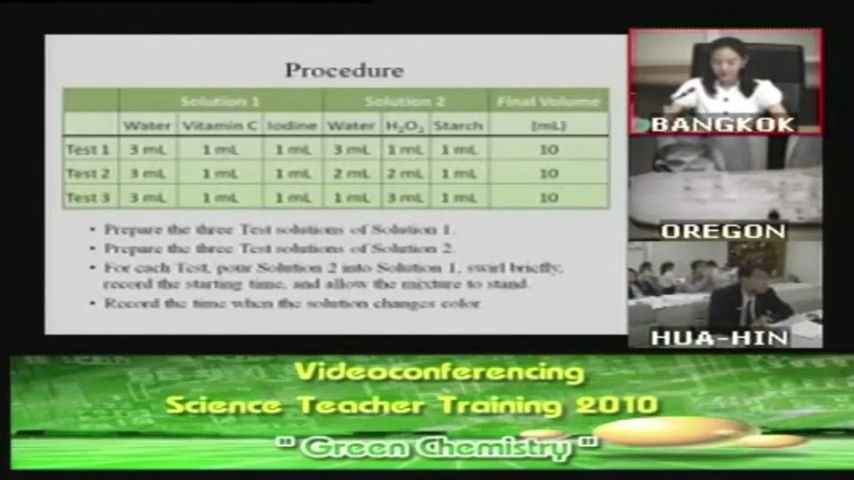 Procedure
Solution 1 Solution 2 Final Volume
Water Vitamin C Iodine Water H₂O₂ Starch (mL)
Test 1 3 mL 1 mL 1 mL 3 mL 1 mL 1 mL 10
Test 2 3 mL 1 mL 1 mL 2 mL 2 mL 1 mL 10
Test 3 3 mL 1 mL 1 mL 1 mL 3 mL 1 mL 10
• Prepare the three Test solutions of Solution 1.
• Prepare the three Test solutions of Solution 2.
• For each Test, pour Solution 2 into Solution 1, swirl briefly,
record the starting time, and allow the mixture to stand.
• Record the time when the solution changes color.
BANGKOK
OREGON
HUA-HIN
Videoconferencing
Science Teacher Training 2010
" Green Chemistry "